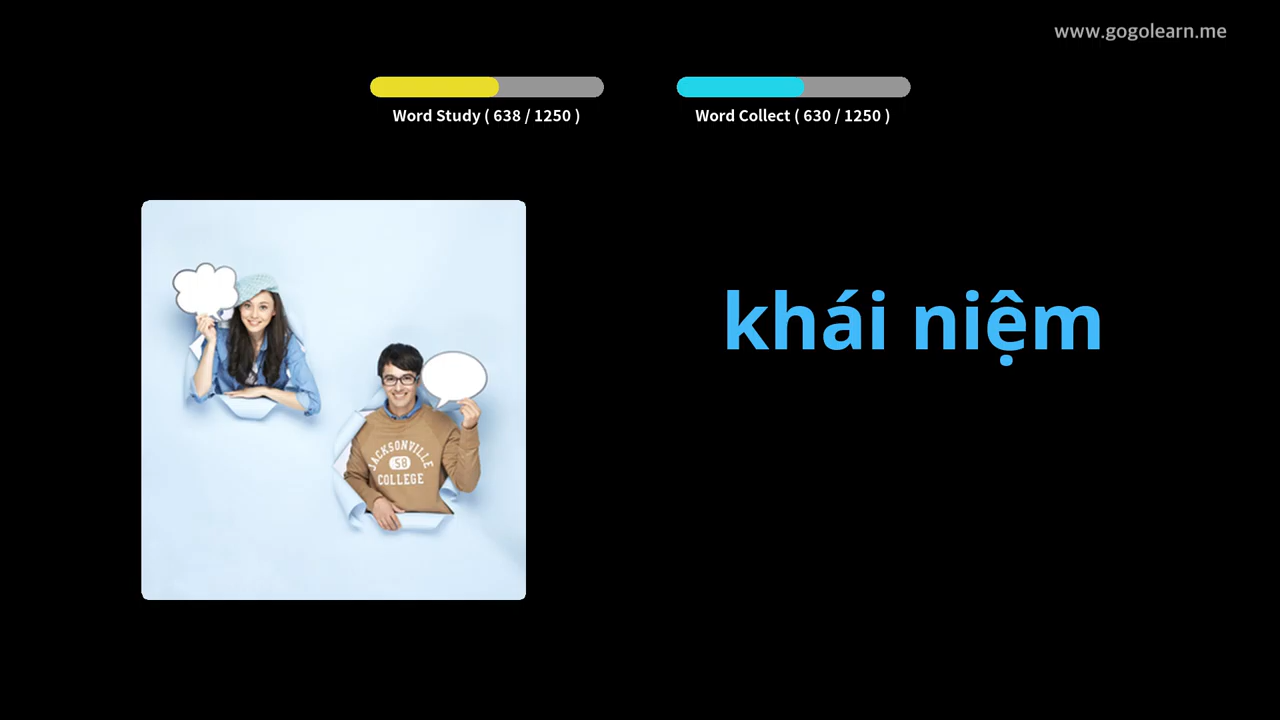 www.gogolearn.me
Word Study ( 638 / 1250 )
Word Collect ( 630 / 1250 )
khái niệm
JACKSONVILLE
58
COLLEGE